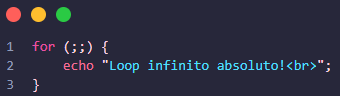 1 for (;;) {
2     echo "Loop infinito absoluto!<br>";
3 }